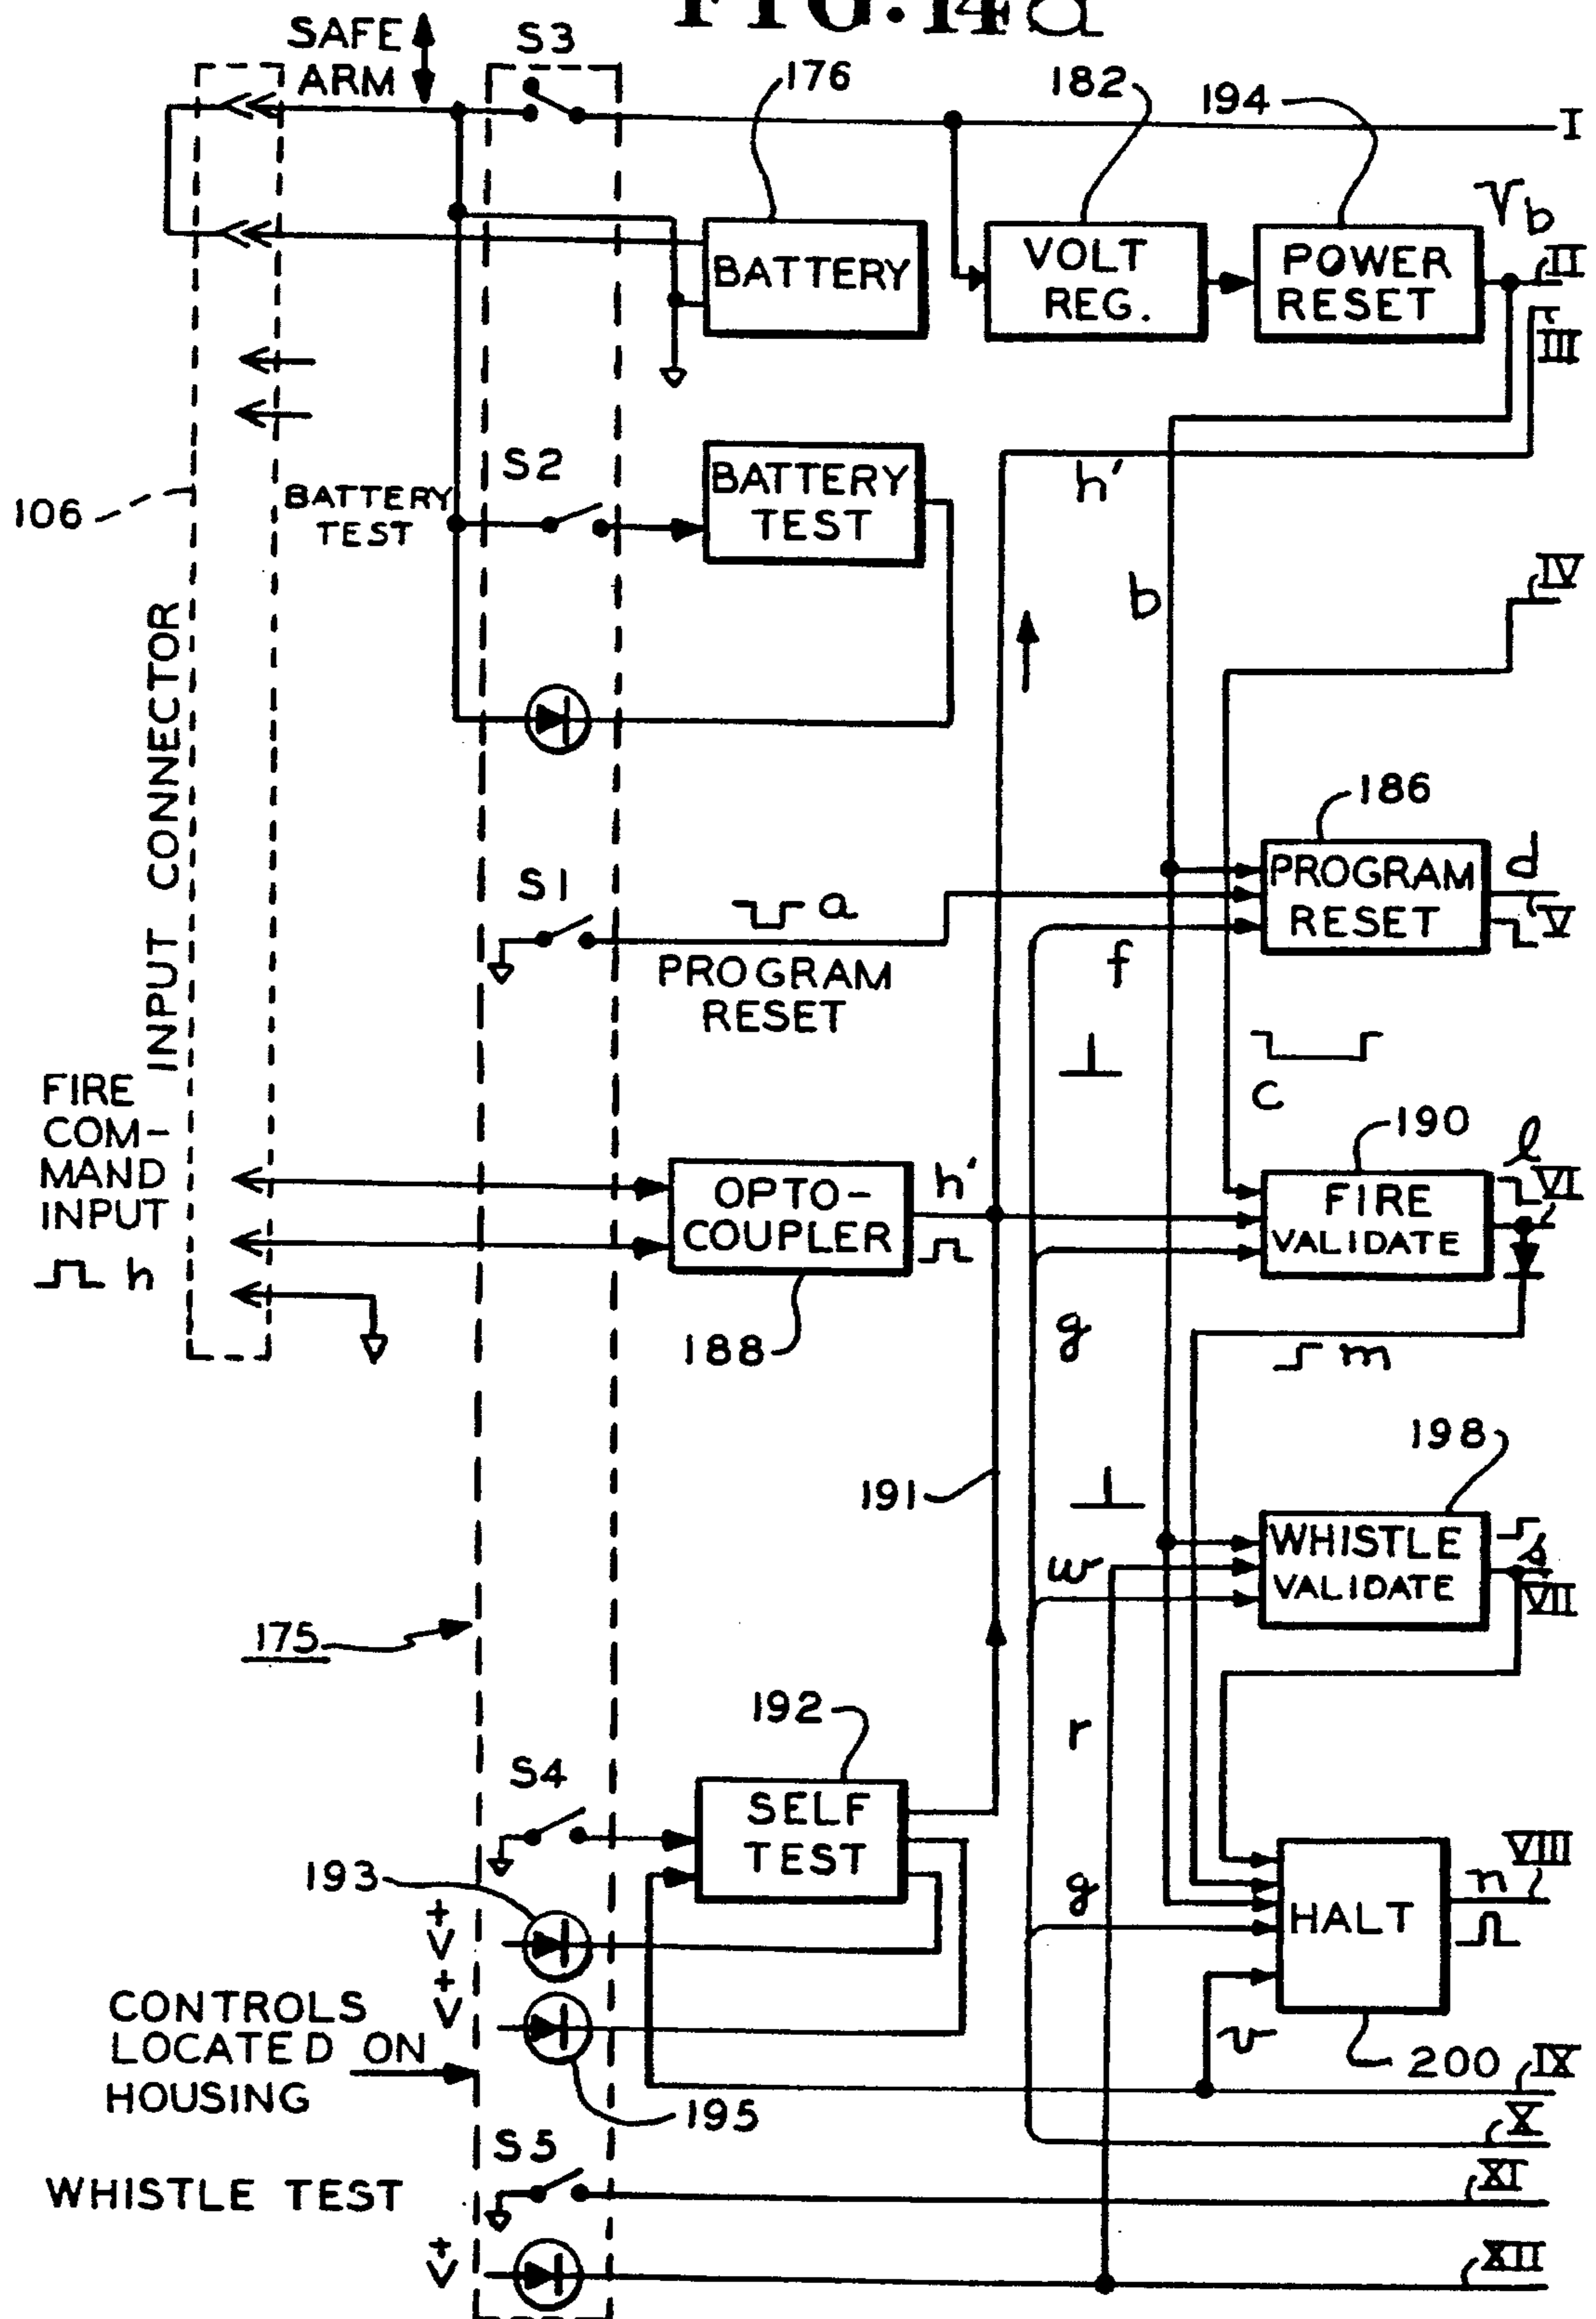 FIG. 14a
SAFE
ARM
S3
176
182
194
I
Vb
II
III
BATTERY
VOLT
REG.
POWER
RESET
106
S2
BATTERY
TEST
BATTERY
TEST
h'
b
IV
INPUT CONNECTOR
186
S1
a
PROGRAM
RESET
PROGRAM
RESET
d
V
f
c
FIRE
COM-
MAND
INPUT
h
OPTO-
COUPLER
h'
188
190
FIRE
VALIDATE
l
VI
g
m
191
198
WHISTLE
VALIDATE
s
VII
w
175
192
r
S4
SELF
TEST
193
+
V
+
V
195
g
HALT
n
VIII
v
200
IX
X
CONTROLS
LOCATED ON
HOUSING
S5
WHISTLE TEST
XI
+
V
XII